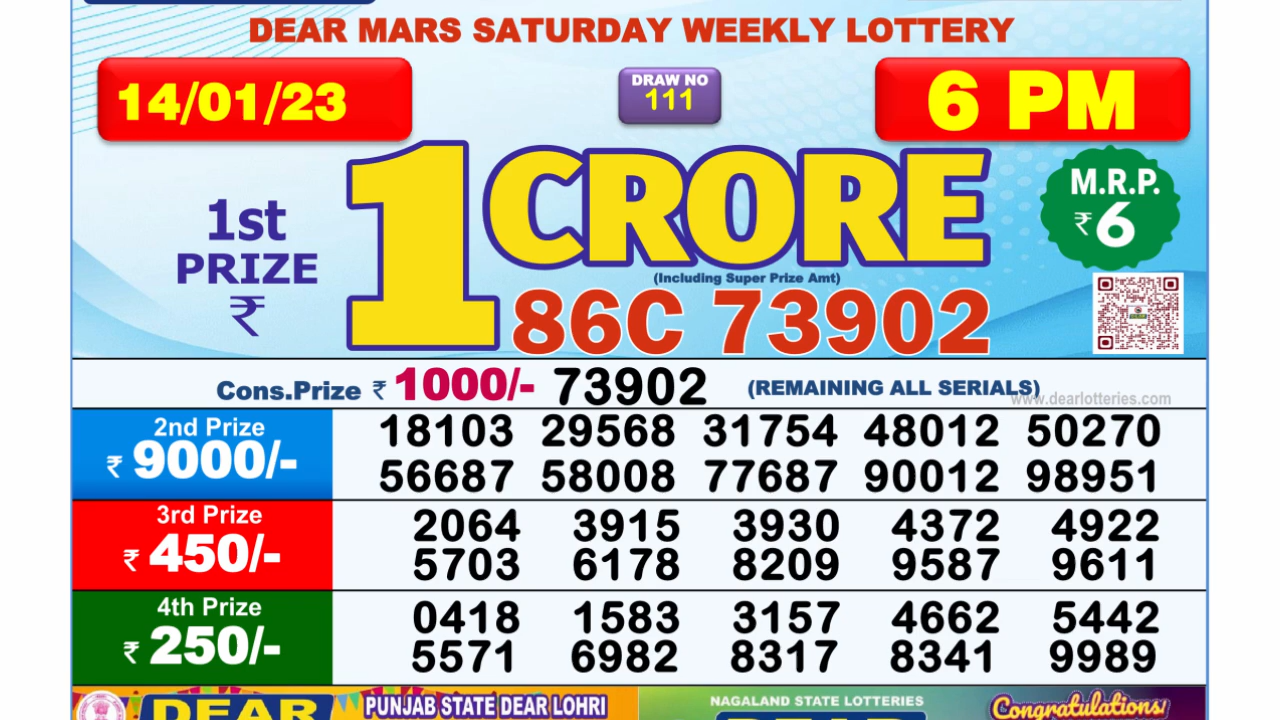 DEAR MARS SATURDAY WEEKLY LOTTERY
14/01/23
DRAW NO
111
6 PM
1st
PRIZE
₹
1 CRORE
(Including Super Prize Amt)
86C 73902
M.R.P.
₹6
Cons.Prize ₹ 1000/- 73902 (REMAINING ALL SERIALS)
www.dearlotteries.com
2nd Prize
₹ 9000/-
18103 29568 31754 48012 50270
56687 58008 77687 90012 98951
3rd Prize
₹ 450/-
2064 3915 3930 4372 4922
5703 6178 8209 9587 9611
4th Prize
₹ 250/-
0418 1583 3157 4662 5442
5571 6982 8317 8341 9989
DEAR
PUNJAB STATE DEAR LOHRI
NAGALAND STATE LOTTERIES
DEAR
Congratulations!